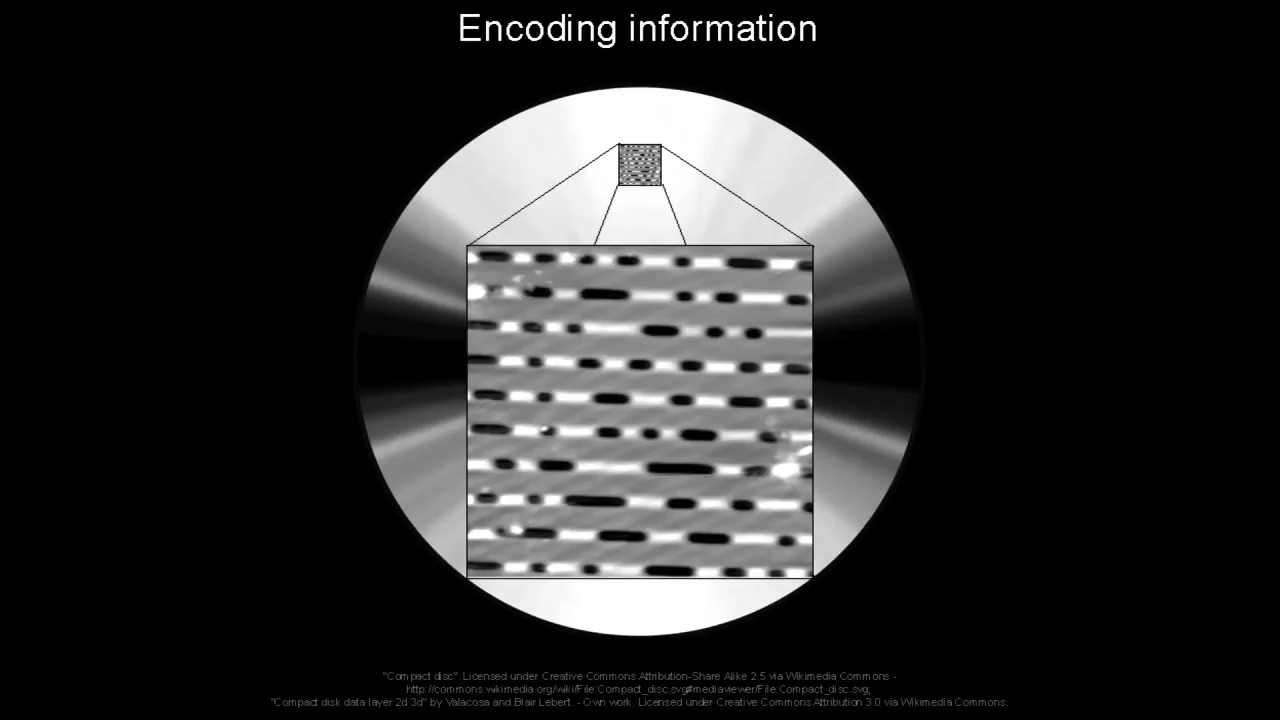 Encoding information
"Compact disc". Licensed under Creative Commons Attribution-Share Alike 2.5 via Wikimedia Commons -
http://commons.wikimedia.org/wiki/File:Compact_disc.svg#mediaviewer/File:Compact_disc.svg;
"Compact disk data layer 2d 3d" by Valacosa and Blair Lebert. - Own work. Licensed under Creative Commons Attribution 3.0 via Wikimedia Commons.